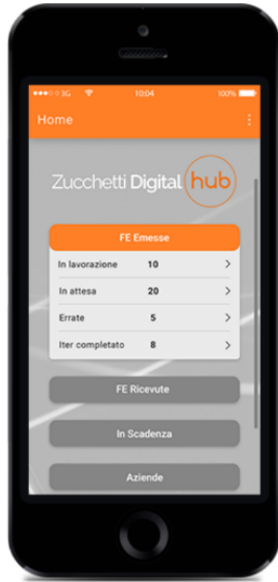 3G 10:04 100%
Home
Zucchetti Digital hub
FE Emesse
In lavorazione 10
In attesa 20
Errate 5
Iter completato 8
FE Ricevute
In Scadenza
Aziende